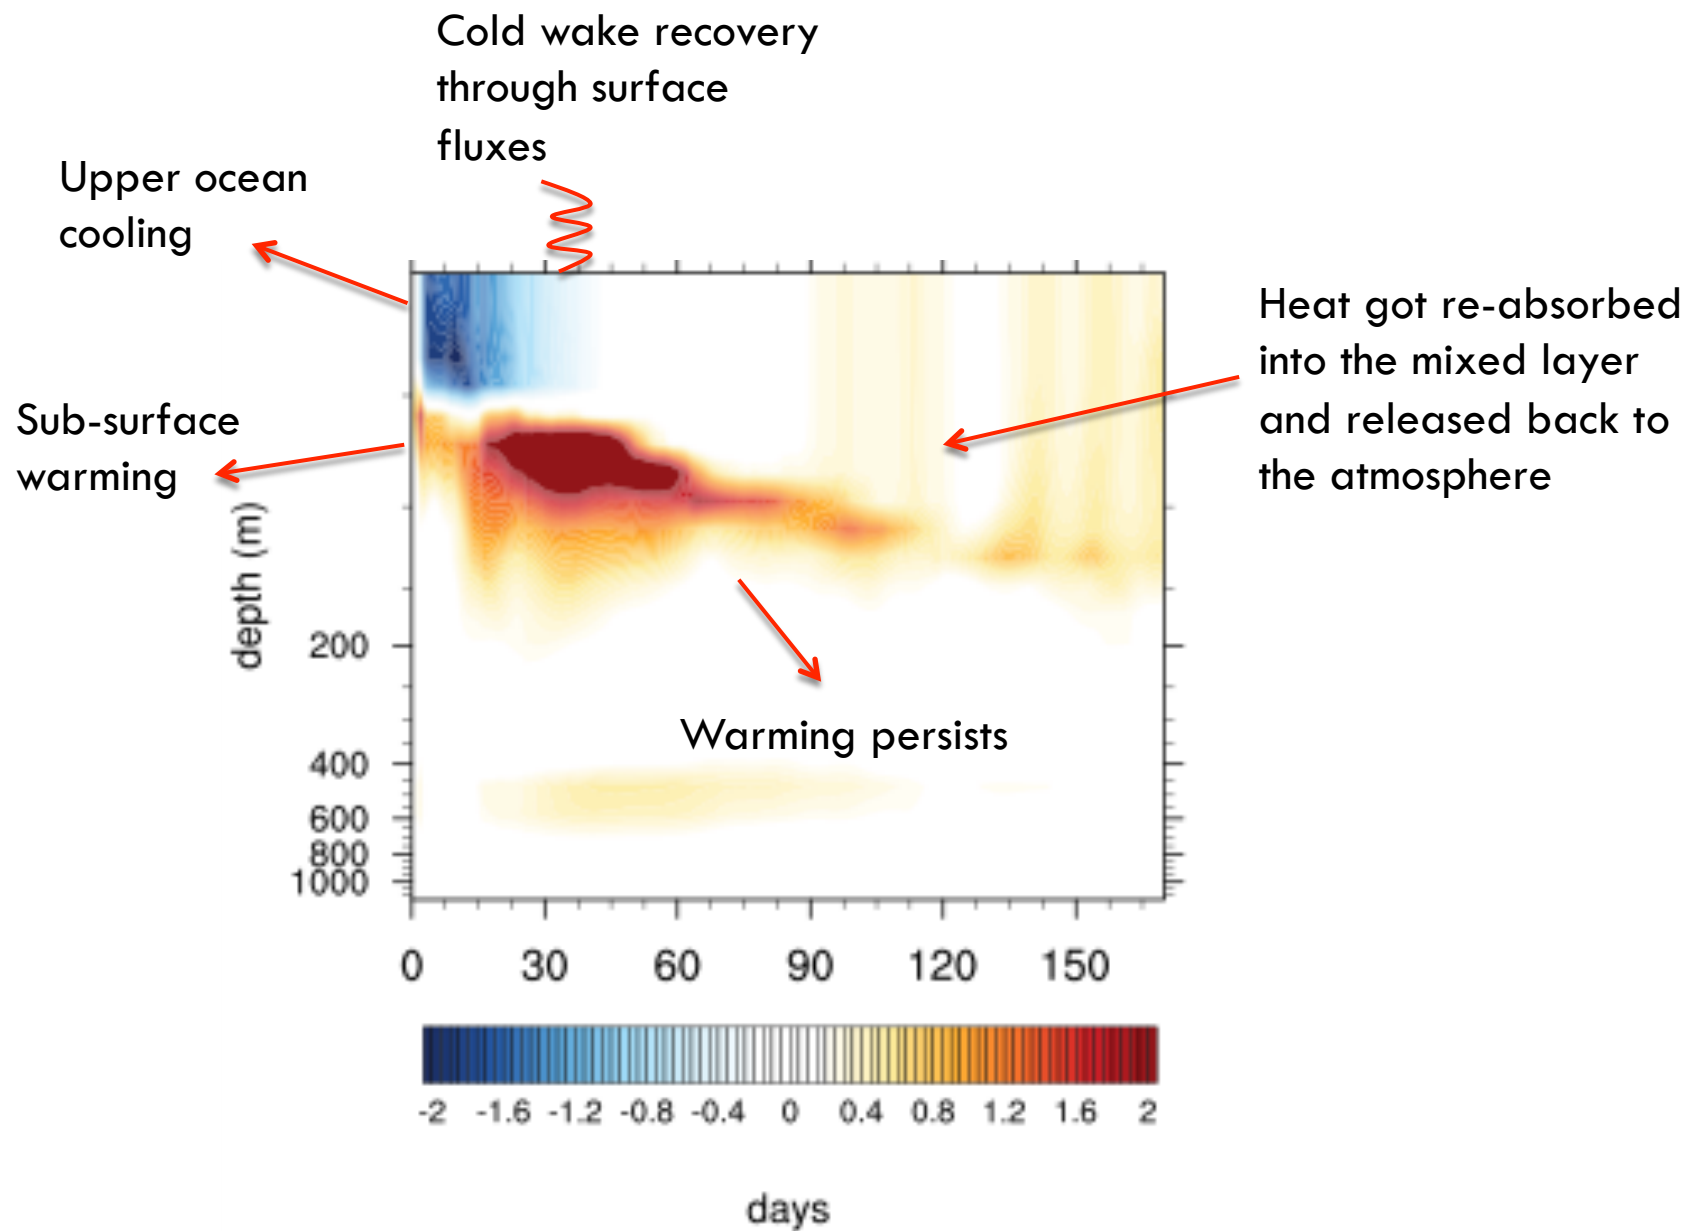 Cold wake recovery
through surface
fluxes
Upper ocean
cooling
Heat got re-absorbed
into the mixed layer
and released back to
the atmosphere
Sub-surface
warming
depth (m)
200
400
600
800
1000
Warming persists
0 30 60 90 120 150
-2 -1.6 -1.2 -0.8 -0.4 0 0.4 0.8 1.2 1.6 2
days